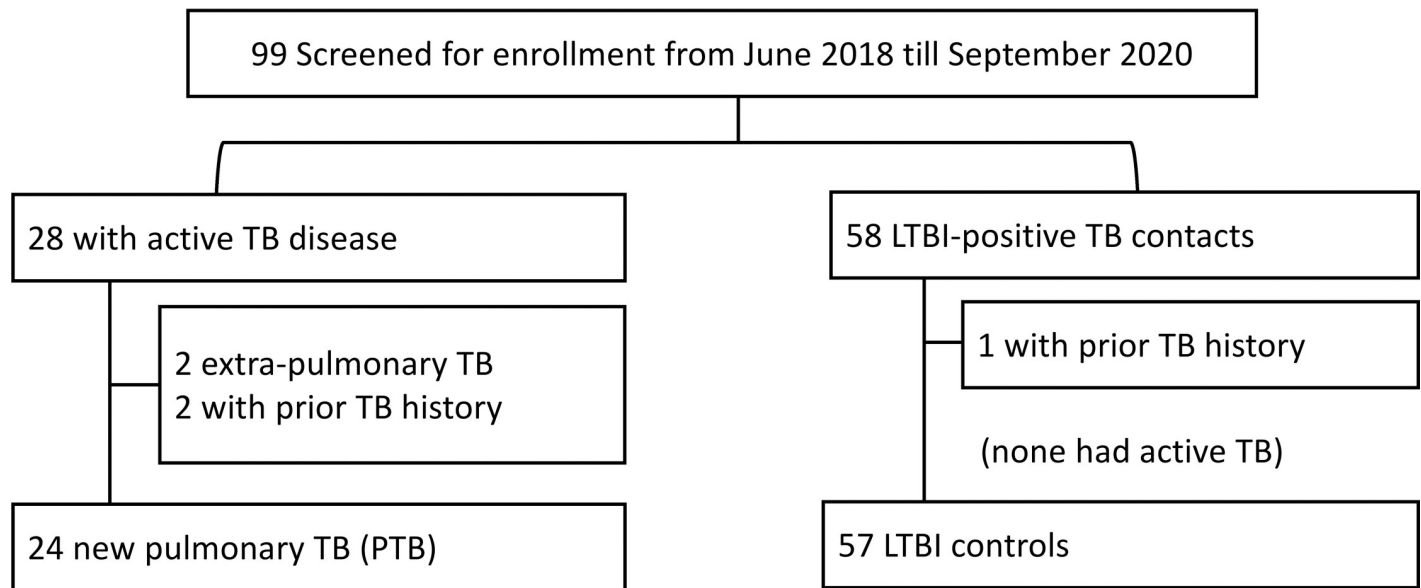 99 Screened for enrollment from June 2018 till September 2020
28 with active TB disease
2 extra-pulmonary TB
2 with prior TB history
24 new pulmonary TB (PTB)
58 LTBI-positive TB contacts
1 with prior TB history
(none had active TB)
57 LTBI controls